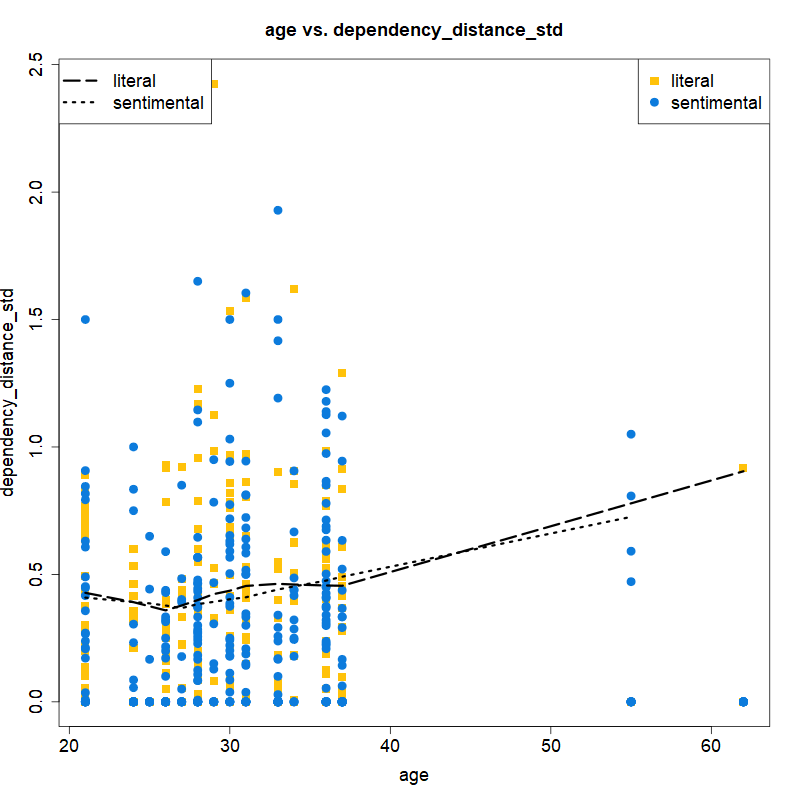 age vs. dependency_distance_std
literal
sentimental
literal
sentimental
dependency_distance_std
2.5
2.0
1.5
1.0
0.5
0.0
20 30 40 50 60
age